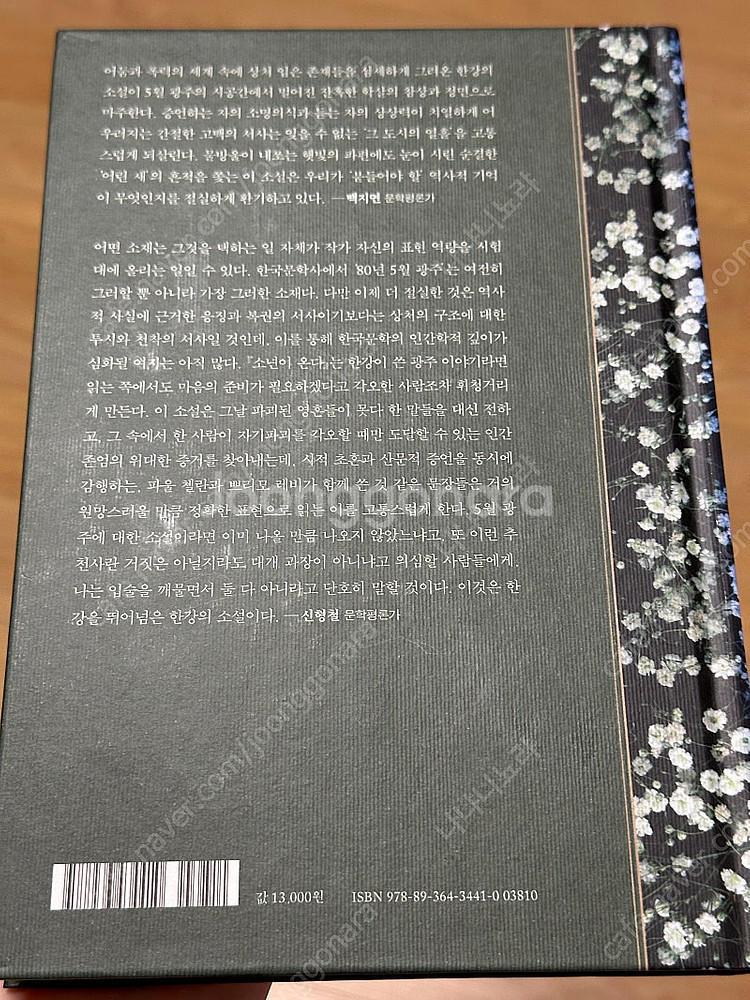 어둠과 폭력의 세계 속에 상처 입은 존재들을 섬세하게 그려온 한강의
소설이 5월 광주의 시공간에서 벌어진 잔혹한 학살의 참상과 정면으로
마주한다. 증언하는 자의 소명의식과 듣는 자의 상상력이 치열하게 어
우러지는 간절한 고백의 서사는 잊을 수 없는 '그 도시의 열흘'을 고통
스럽게 되살린다. 물방울이 내쏘는 햇빛의 파편에도 눈이 시린 순결한
'어린 새'의 흔적을 쫓는 이 소설은 우리가 '붙들어야 할' 역사적 기억
이 무엇인지를 절실하게 환기하고 있다. —백지연 문학평론가
어떤 소재는 그것을 택하는 일 자체가 작가 자신의 표현 역량을 시험
대에 올리는 일일 수 있다. 한국문학사에서 '80년 5월 광주'는 여전히
그러할 뿐 아니라 가장 그러한 소재다. 다만 이제 더 절실한 것은 역사
적 사실에 근거한 응징과 복권의 서사이기보다는 상처의 구조에 대한
투시와 천착의 서사일 것인데, 이를 통해 한국문학의 인간학적 깊이가
심화될 여지는 아직 많다. 『소년이 온다』는 한강이 쓴 광주 이야기라면
읽는 쪽에서도 마음의 준비가 필요하겠다고 각오한 사람조차 휘청거리
게 만든다. 이 소설은 그날 파괴된 영혼들이 못다 한 말들을 대신 전하
고, 그 속에서 한 사람이 자기파괴를 각오할 때만 도달할 수 있는 인간
존엄의 위대한 증거를 찾아내는데, 시적 초혼과 산문적 증언을 동시에
감행하는, 파울 첼란과 쁘리모 레비가 함께 쓴 것 같은 문장들은 거의
원망스러울 만큼 정확한 표현으로 읽는 이를 고통스럽게 한다. 5월 광
주에 대한 소설이라면 이미 나올 만큼 나오지 않았느냐고, 또 이런 추
천사란 거짓은 아닐지라도 대개 과장이 아니냐고 의심할 사람들에게,
나는 입술을 깨물면서 둘 다 아니라고 단호히 말할 것이다. 이것은 한
강을 뛰어넘은 한강의 소설이다. —신형철 문학평론가
joonggonara
나니나노라
값 13,000원 ISBN 978-89-364-3441-0 03810